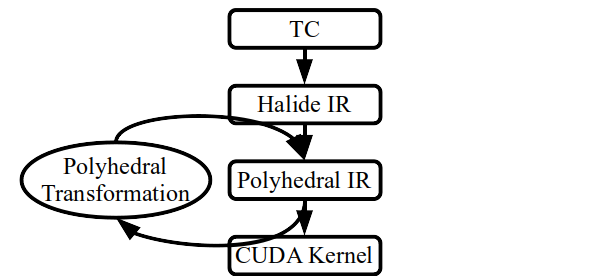 TC
Halide IR
Polyhedral
Transformation
Polyhedral IR
CUDA Kernel